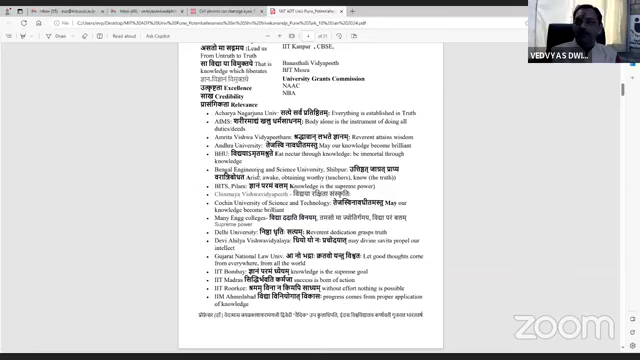 असतो मा सद्गमय (Lead us
From Untruth to Truth
सा विद्या या विमुक्तये That is
knowledge which liberates
ज्ञान-विज्ञानं विमुक्तये
उत्कृष्टता Excellence
साख Credibility
प्रासंगिकता Relevance
IIT Kanpur , CBSE,
Banasthali Vidyapeeth
BIT Mesra
University Grants Commission
NAAC
NBA
• Acharya Nagarjuna Univ- सत्ये सर्वं प्रतिष्ठितम्: Everything is established in Truth
• AIMS: शरीरमाद्यं खलु धर्मसाधनम्: Body alone is the instrument of doing all
duties/deeds
• Amrita Vishwa Vidyapeetham: श्रद्धावान् लभते ज्ञानम्: Reverent attains wisdom
• Andhra University: तेजस्वि नावधीतमस्तु May our knowledge become brilliant
• BHU: विद्ययाऽमृतमश्नुते Eat nectar through knowledge: be immortal through
knowledge
• Bengal Engineering and Science University, Shibpur: उत्तिष्ठत् जाग्रत् प्राप्य
वरान्निबोधत Arise, awake, obtaining worthy (teachers), know (the truth))
• BITS, Pilani: ज्ञानं परमं बलम् Knowledge is the supreme power)
• Chinmaya Vishwavidyapeeth - विद्यया रक्षिता संस्कृतिः
• Cochin University of Science and Technology: तेजस्विनावधीतमस्तु May our
knowledge become brilliant
• Many Engg colleges - विद्या ददाति विनयम्, तमसो मा ज्योतिर्गमय, विद्या परं बलम्
Supreme power
• Delhi University: निष्ठा धृतिः सत्यम्: Reverent dedication grasps truth
• Devi Ahilya Vishwavidyalaya: धियो यो नः प्रचोदयात् may divine savita propel our
intellect
• Gujarat National Law Univ: आ नो भद्राः क्रतवो यन्तु विश्वतः Let good thoughts come
from everywhere, from all the world
• IIT Bombay: ज्ञानं परमं ध्येयम् knowledge is the supreme goal
• IIT Madras सिद्धिर्भवति कर्मजा success is born of action
• IIT Roorkee: श्रमम् विना न किमपि साध्यम् without effort nothing is possible
• IIM Ahmedabad विद्या विनियोगात् विकासः progress comes from proper application
of knowledge
VEDVYAS DWI...
zoom